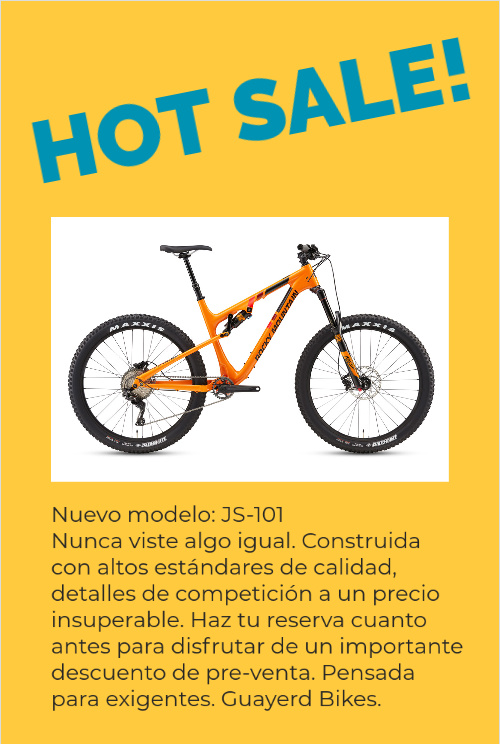 HOT SALE!
MAXXIS
MAXXIS
ROCKY MOUNTAIN
Nuevo modelo: JS-101
Nunca viste algo igual. Construida
con altos estándares de calidad,
detalles de competición a un precio
insuperable. Haz tu reserva cuanto
antes para disfrutar de un importante
descuento de pre-venta. Pensada
para exigentes. Guayerd Bikes.